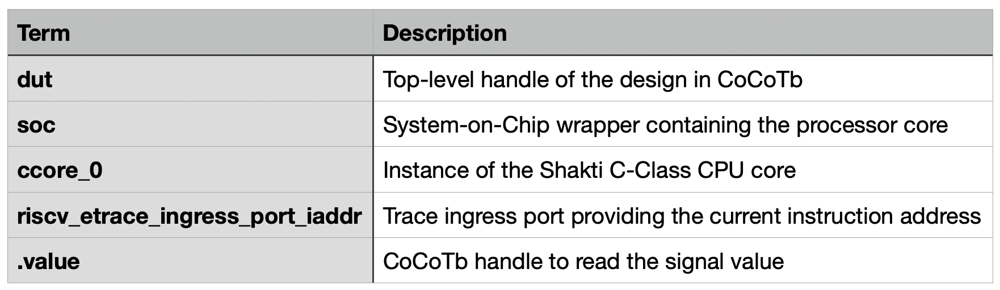 Term Description
dut Top-level handle of the design in CoCoTb
soc System-on-Chip wrapper containing the processor core
ccore_0 Instance of the Shakti C-Class CPU core
riscv_etrace_ingress_port_iaddr Trace ingress port providing the current instruction address
.value CoCoTb handle to read the signal value